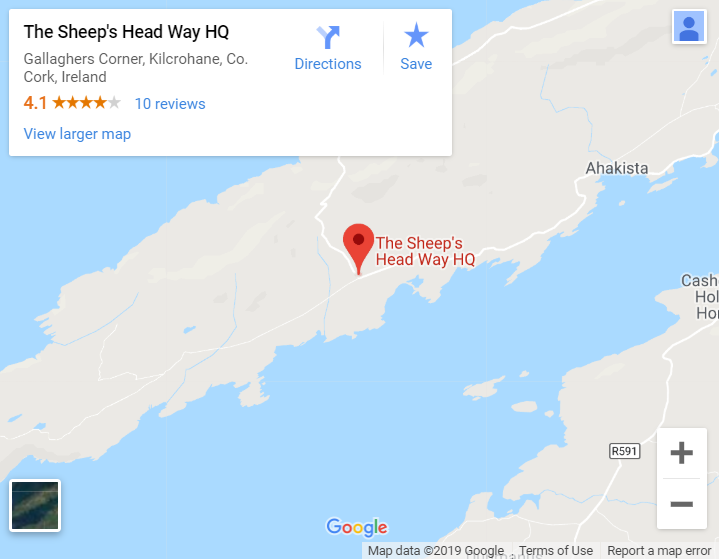 The Sheep's Head Way HQ
Gallaghers Corner, Kilcrohane, Co.
Cork, Ireland
4.1
10 reviews
View larger map
Directions
Save
Ahakista
The Sheep's
Head Way HQ
Cashe
Hol
Hor
R591
Google
Map data ©2019 Google
Terms of Use
Report a map error